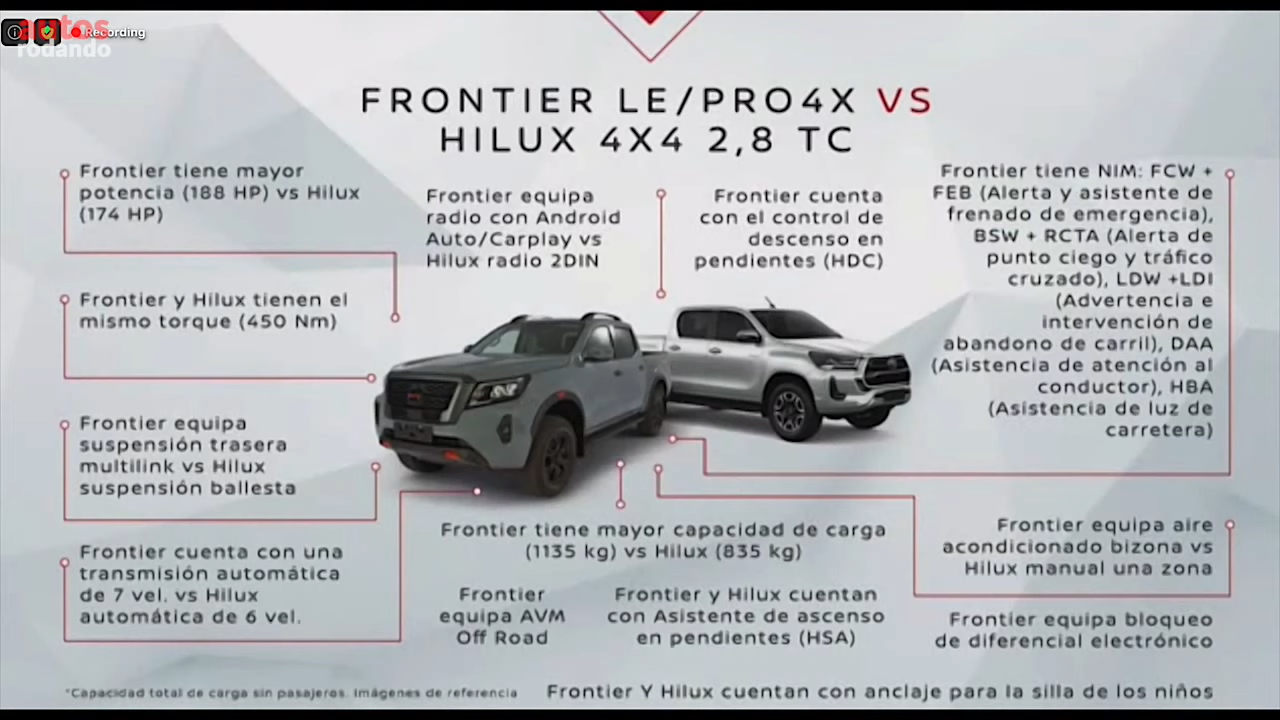 autos
rodando
Recording
FRONTIER LE/PRO4X VS
HILUX 4X4 2,8 TC
Frontier tiene mayor
potencia (188 HP) vs Hilux
(174 HP)
Frontier y Hilux tienen el
mismo torque (450 Nm)
Frontier equipa
suspensión trasera
multilink vs Hilux
suspensión ballesta
Frontier cuenta con una
transmisión automática
de 7 vel. vs Hilux
automática de 6 vel.
Frontier equipa
radio con Android
Auto/Carplay vs
Hilux radio 2DIN
Frontier cuenta
con el control de
descenso en
pendientes (HDC)
Frontier tiene NIM: FCW +
FEB (Alerta y asistente de
frenado de emergencia),
BSW + RCTA (Alerta de
punto ciego y tráfico
cruzado), LDW +LDI
(Advertencia e
intervención de
abandono de carril), DAA
(Asistencia de atención al
conductor), HBA
(Asistencia de luz de
carretera)
Frontier tiene mayor capacidad de carga
(1135 kg) vs Hilux (835 kg)
Frontier
equipa AVM
Off Road
Frontier y Hilux cuentan
con Asistente de ascenso
en pendientes (HSA)
Frontier equipa aire
acondicionado bizona vs
Hilux manual una zona
Frontier equipa bloqueo
de diferencial electrónico
*Capacidad total de carga sin pasajeros. Imágenes de referencia
Frontier Y Hilux cuentan con anclaje para la silla de los niños